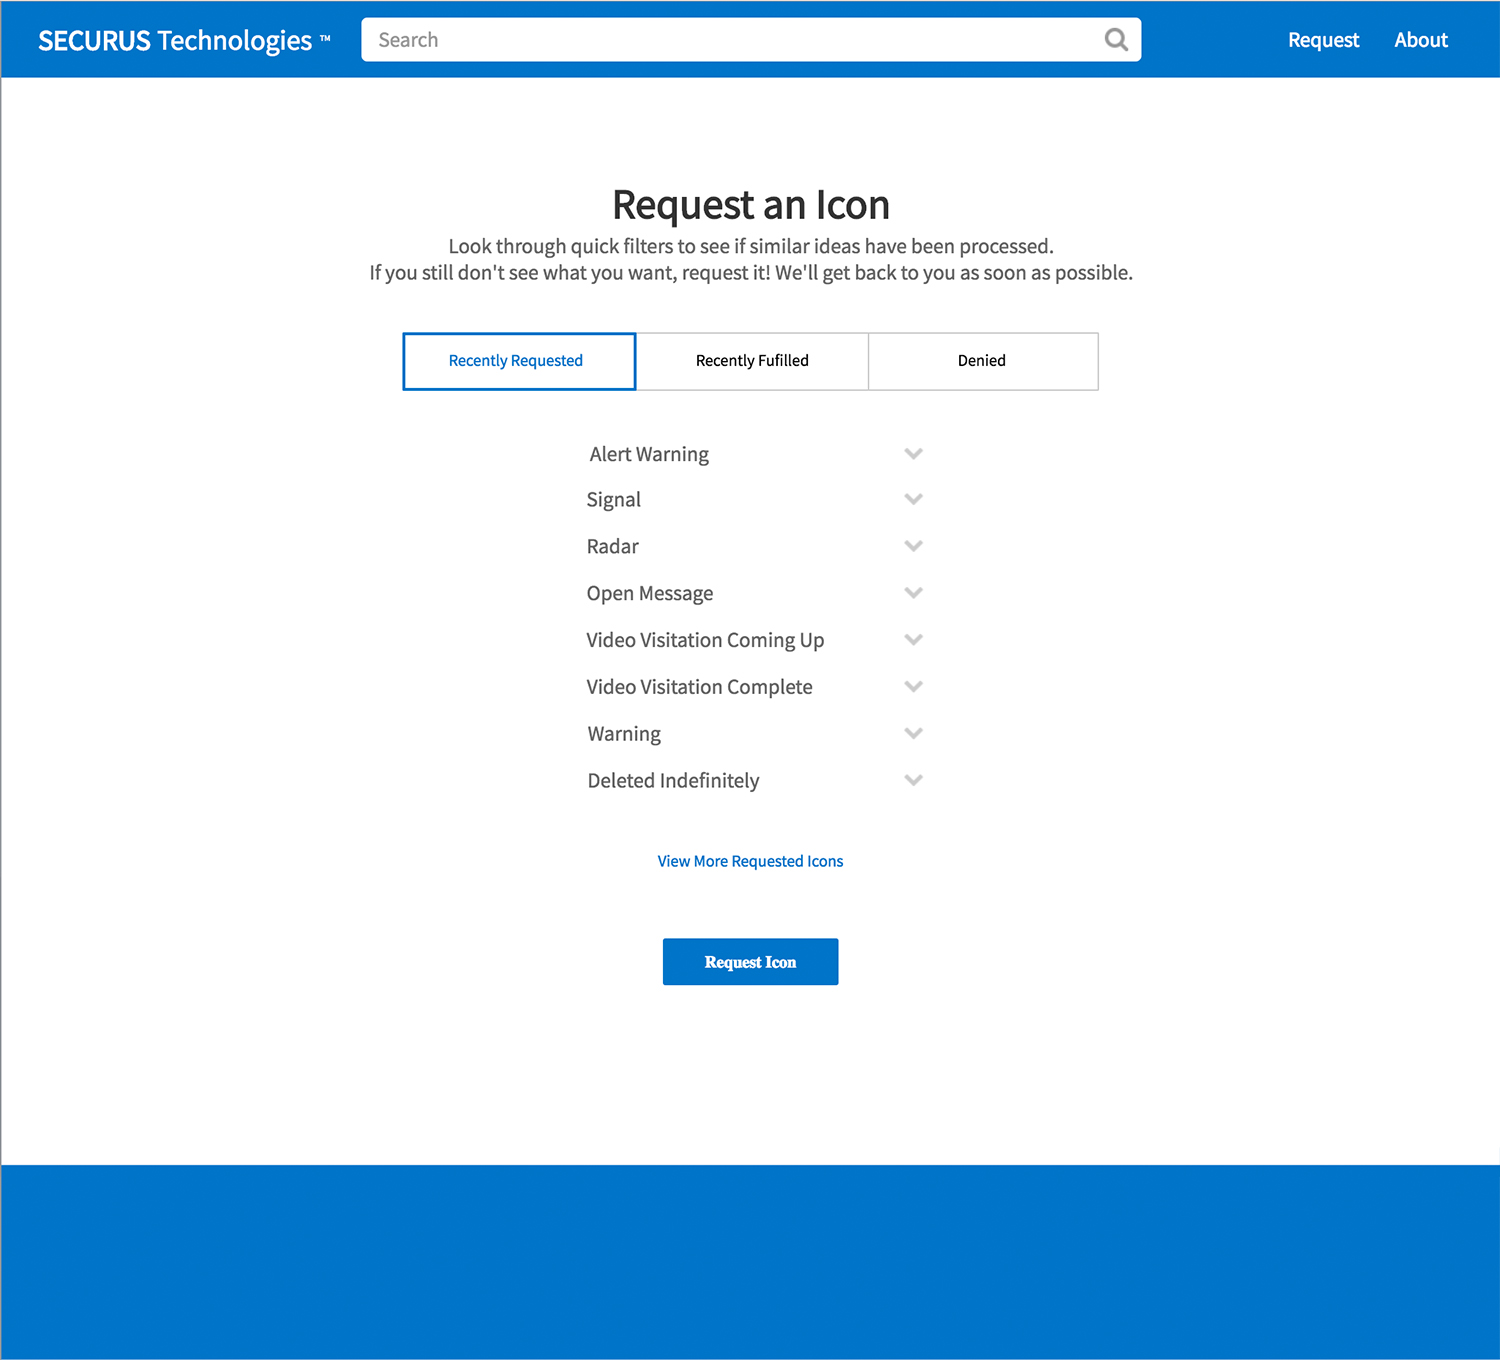 SECURUS Technologies ™
Search
Request
About
Request an Icon
Look through quick filters to see if similar ideas have been processed.
If you still don't see what you want, request it! We'll get back to you as soon as possible.
Recently Requested
Recently Fufilled
Denied
Alert Warning
Signal
Radar
Open Message
Video Visitation Coming Up
Video Visitation Complete
Warning
Deleted Indefinitely
View More Requested Icons
Request Icon